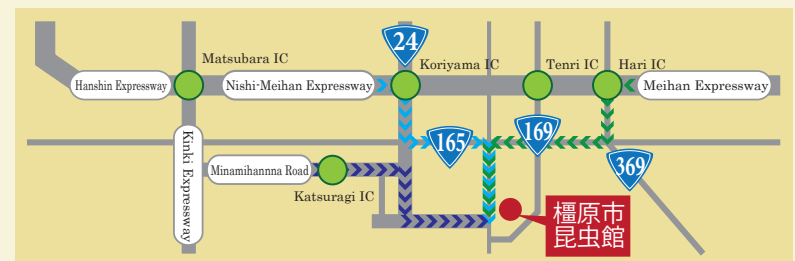 24
Matsubara IC
Koriyama IC
Tenri IC
Hari IC
Hanshin Expressway
Nishi-Meihan Expressway
Meihan Expressway
Kinki Expressway
165
169
Minamihannna Road
369
Katsuragi IC
橿原市
昆虫館